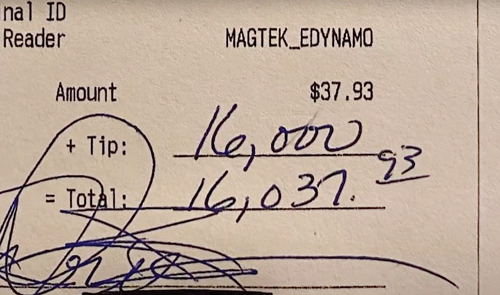 nal ID
Reader MAGTEK_EDYNAMO
Amount $37.93
+ Tip: 16,000
= Total: 16,037.93